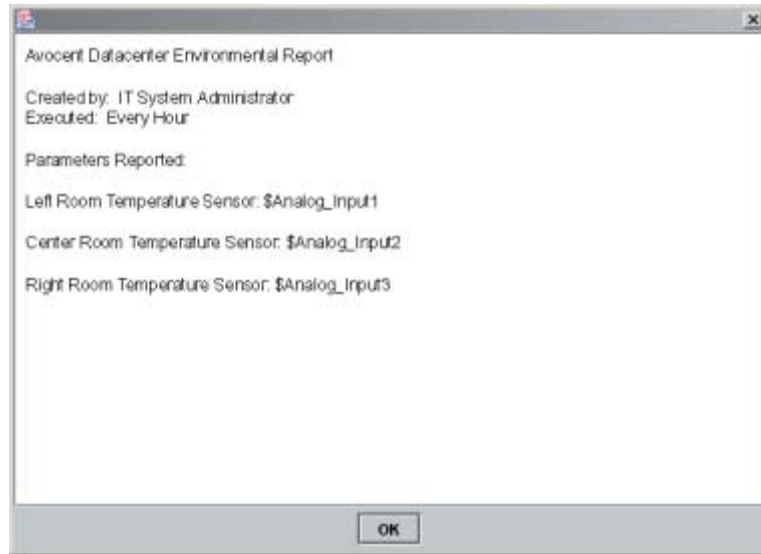 Avocent Datacenter Environmental Report
Created by: IT System Administrator
Executed: Every Hour
Parameters Reported:
Left Room Temperature Sensor: $Analog_Input1
Center Room Temperature Sensor: $Analog_Input2
Right Room Temperature Sensor: $Analog_Input3
OK